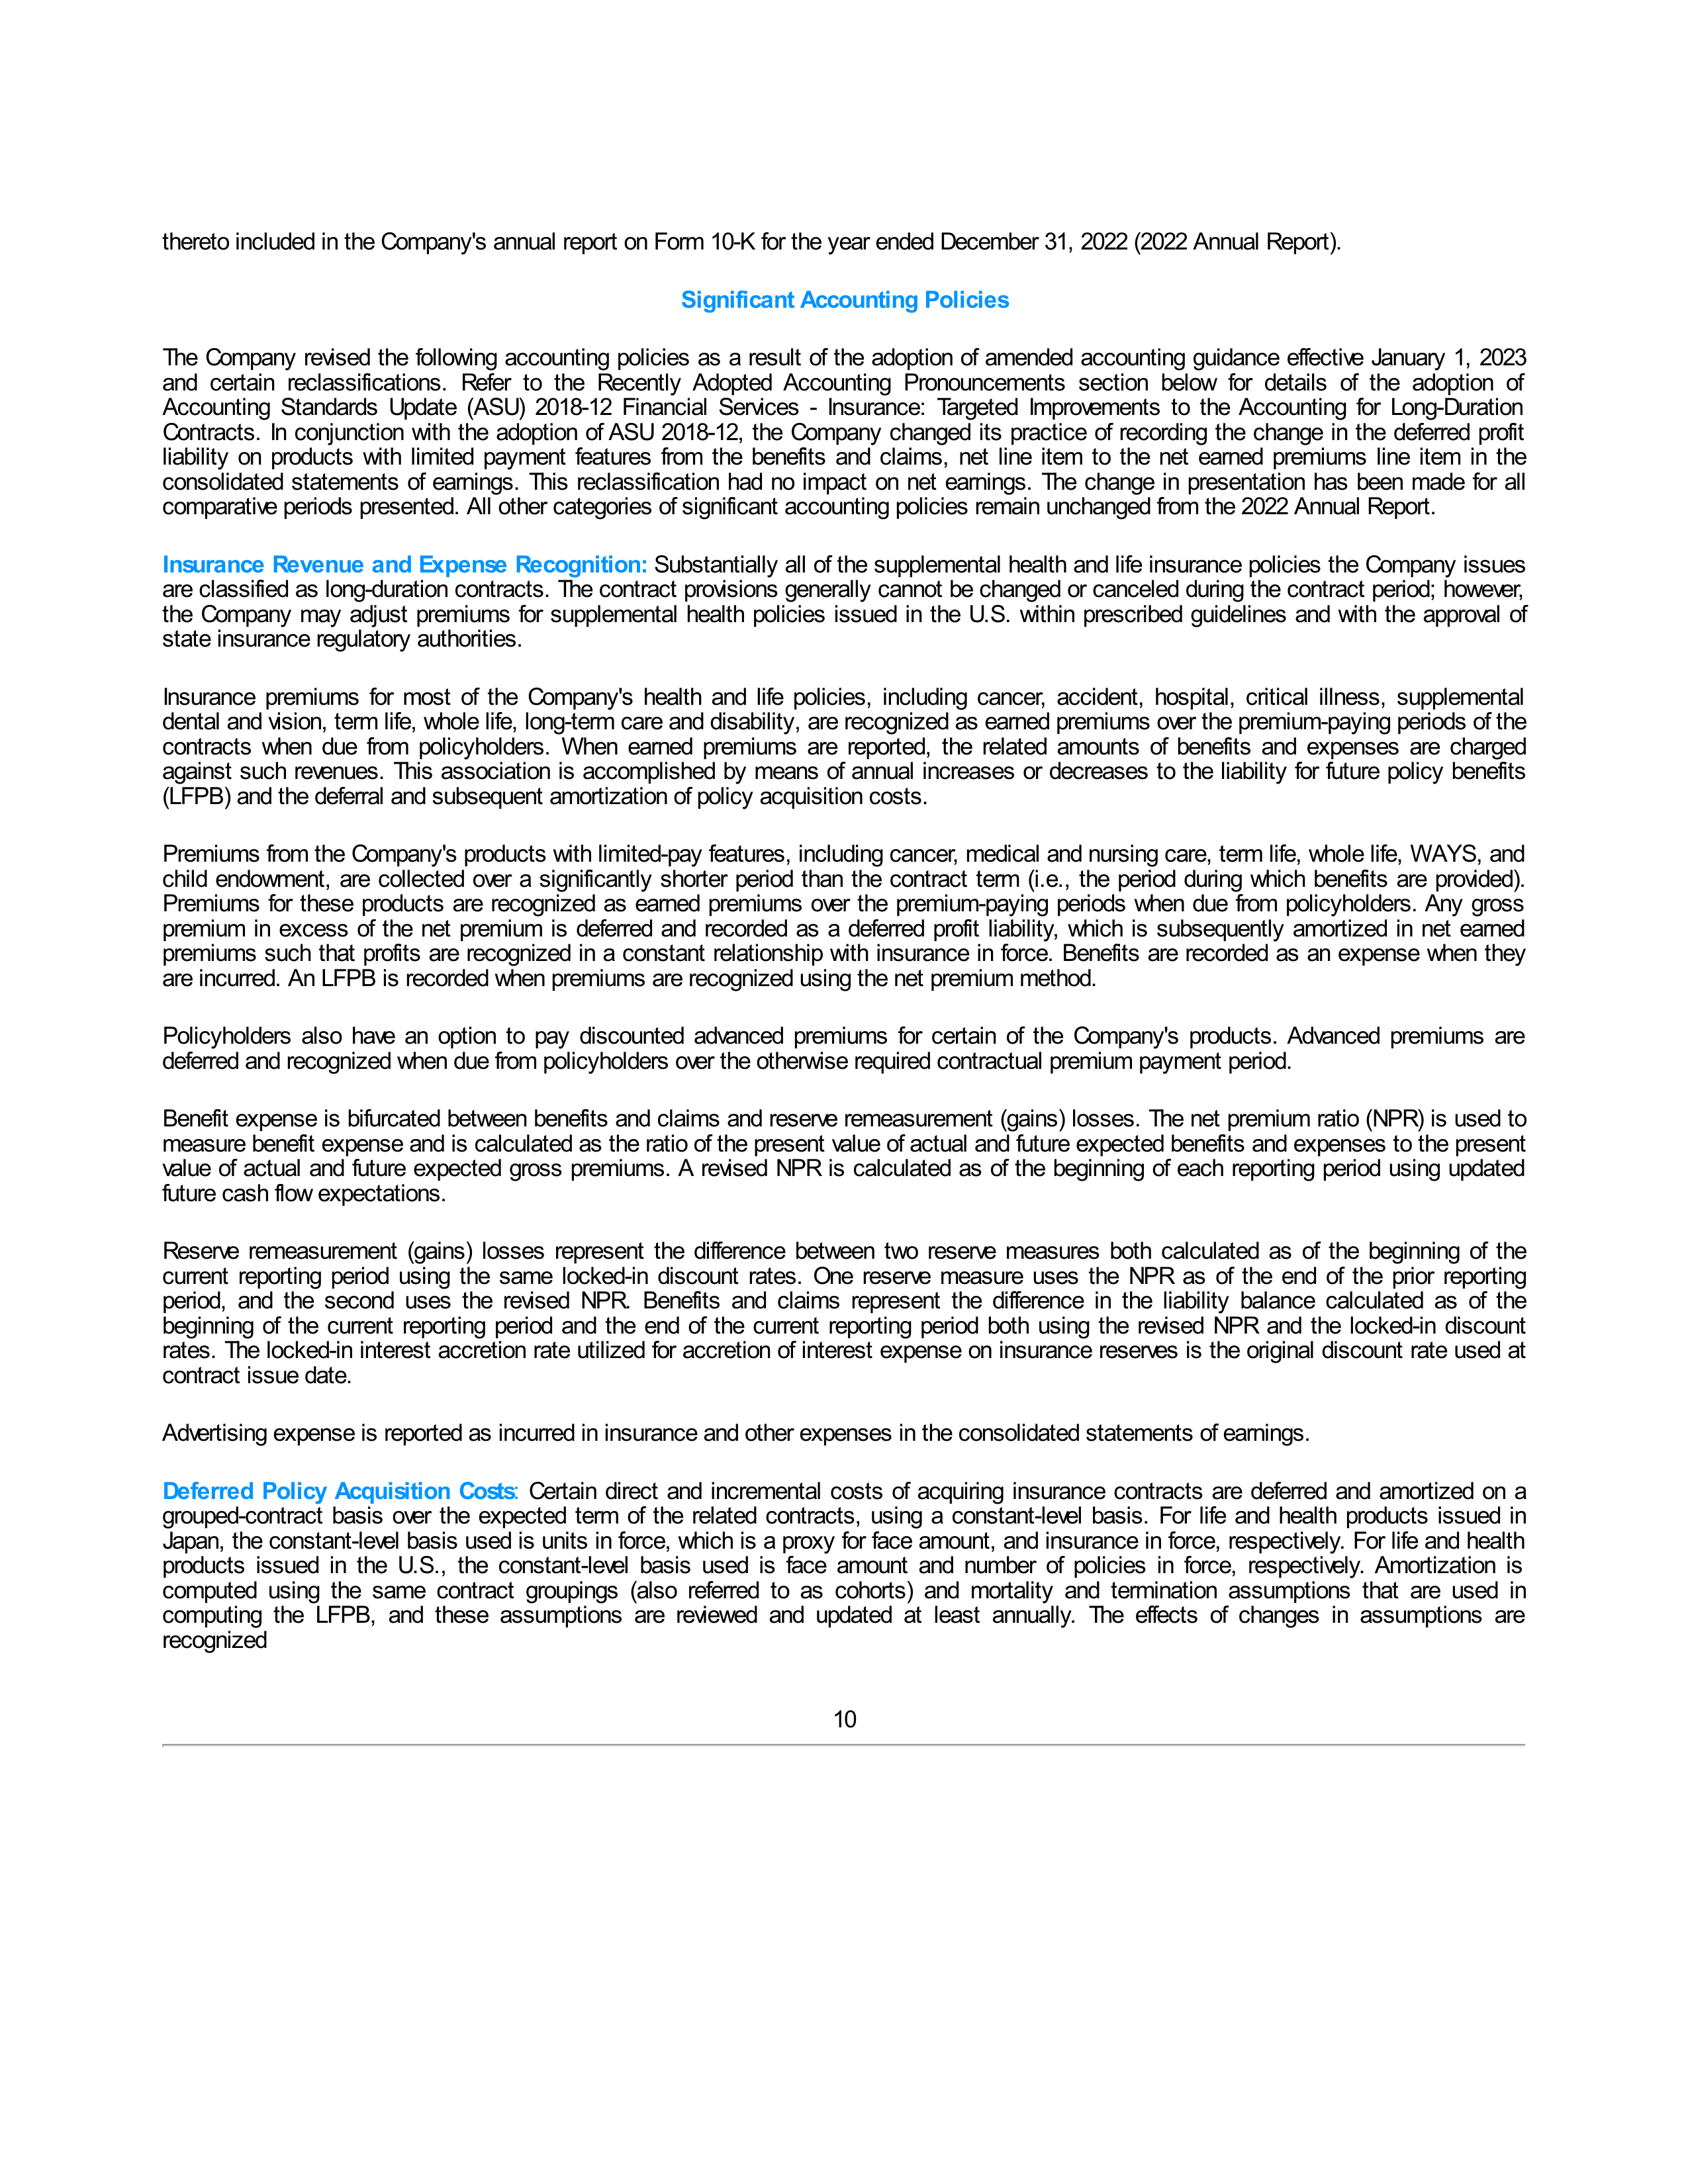 thereto included in the Company's annual report on Form 10-K for the year ended December 31, 2022 (2022 Annual Report).
Significant Accounting Policies
The Company revised the following accounting policies as a result of the adoption of amended accounting guidance effective January 1, 2023
and certain reclassifications. Refer to the Recently Adopted Accounting Pronouncements section below for details of the adoption of
Accounting Standards Update (ASU) 2018-12 Financial Services - Insurance: Targeted Improvements to the Accounting for Long-Duration
Contracts. In conjunction with the adoption of ASU 2018-12, the Company changed its practice of recording the change in the deferred profit
liability on products with limited payment features from the benefits and claims, net line item to the net earned premiums line item in the
consolidated statements of earnings. This reclassification had no impact on net earnings. The change in presentation has been made for all
comparative periods presented. All other categories of significant accounting policies remain unchanged from the 2022 Annual Report.
Insurance Revenue and Expense Recognition: Substantially all of the supplemental health and life insurance policies the Company issues
are classified as long-duration contracts. The contract provisions generally cannot be changed or canceled during the contract period; however,
the Company may adjust premiums for supplemental health policies issued in the U.S. within prescribed guidelines and with the approval of
state insurance regulatory authorities.
Insurance premiums for most of the Company's health and life policies, including cancer, accident, hospital, critical illness, supplemental
dental and vision, term life, whole life, long-term care and disability, are recognized as earned premiums over the premium-paying periods of the
contracts when due from policyholders. When earned premiums are reported, the related amounts of benefits and expenses are charged
against such revenues. This association is accomplished by means of annual increases or decreases to the liability for future policy benefits
(LFPB) and the deferral and subsequent amortization of policy acquisition costs.
Premiums from the Company's products with limited-pay features, including cancer, medical and nursing care, term life, whole life, WAYS, and
child endowment, are collected over a significantly shorter period than the contract term (i.e., the period during which benefits are provided).
Premiums for these products are recognized as earned premiums over the premium-paying periods when due from policyholders. Any gross
premium in excess of the net premium is deferred and recorded as a deferred profit liability, which is subsequently amortized in net earned
premiums such that profits are recognized in a constant relationship with insurance in force. Benefits are recorded as an expense when they
are incurred. An LFPB is recorded when premiums are recognized using the net premium method.
Policyholders also have an option to pay discounted advanced premiums for certain of the Company's products. Advanced premiums are
deferred and recognized when due from policyholders over the otherwise required contractual premium payment period.
Benefit expense is bifurcated between benefits and claims and reserve remeasurement (gains) losses. The net premium ratio (NPR) is used to
measure benefit expense and is calculated as the ratio of the present value of actual and future expected benefits and expenses to the present
value of actual and future expected gross premiums. A revised NPR is calculated as of the beginning of each reporting period using updated
future cash flow expectations.
Reserve remeasurement (gains) losses represent the difference between two reserve measures both calculated as of the beginning of the
current reporting period using the same locked-in discount rates. One reserve measure uses the NPR as of the end of the prior reporting
period, and the second uses the revised NPR. Benefits and claims represent the difference in the liability balance calculated as of the
beginning of the current reporting period and the end of the current reporting period both using the revised NPR and the locked-in discount
rates. The locked-in interest accretion rate utilized for accretion of interest expense on insurance reserves is the original discount rate used at
contract issue date.
Advertising expense is reported as incurred in insurance and other expenses in the consolidated statements of earnings.
Deferred Policy Acquisition Costs: Certain direct and incremental costs of acquiring insurance contracts are deferred and amortized on a
grouped-contract basis over the expected term of the related contracts, using a constant-level basis. For life and health products issued in
Japan, the constant-level basis used is units in force, which is a proxy for face amount, and insurance in force, respectively. For life and health
products issued in the U.S., the constant-level basis used is face amount and number of policies in force, respectively. Amortization is
computed using the same contract groupings (also referred to as cohorts) and mortality and termination assumptions that are used in
computing the LFPB, and these assumptions are reviewed and updated at least annually. The effects of changes in assumptions are
recognized
10